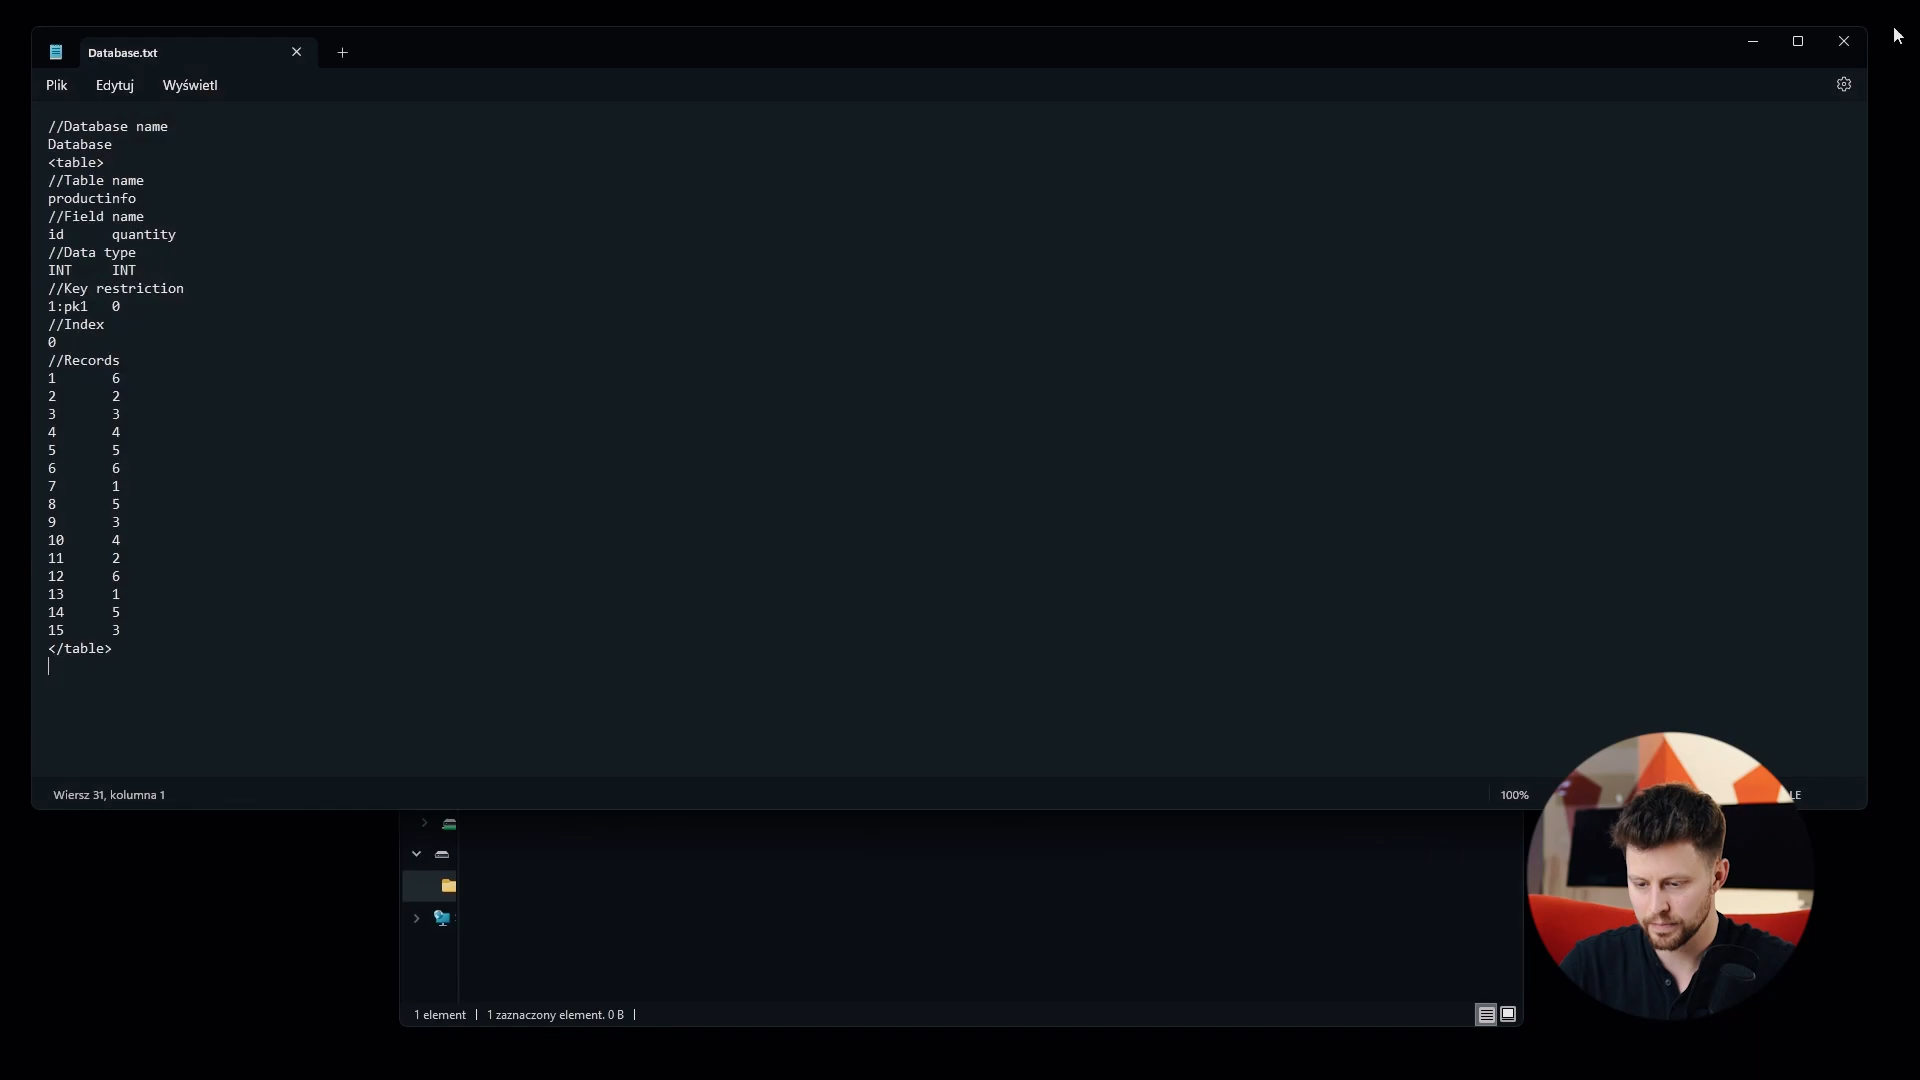 Database.txt
Plik Edytuj Wyświetl
//Database name
Database
<table>
//Table name
productinfo
//Field name
id quantity
//Data type
INT INT
//Key restriction
1:pk1 0
//Index
0
//Records
1 6
2 2
3 3
4 4
5 5
6 6
7 1
8 5
9 3
10 4
11 2
12 6
13 1
14 5
15 3
</table>
Wiersz 31, kolumna 1
100%
LE
1 element | 1 zaznaczony element. 0 B |